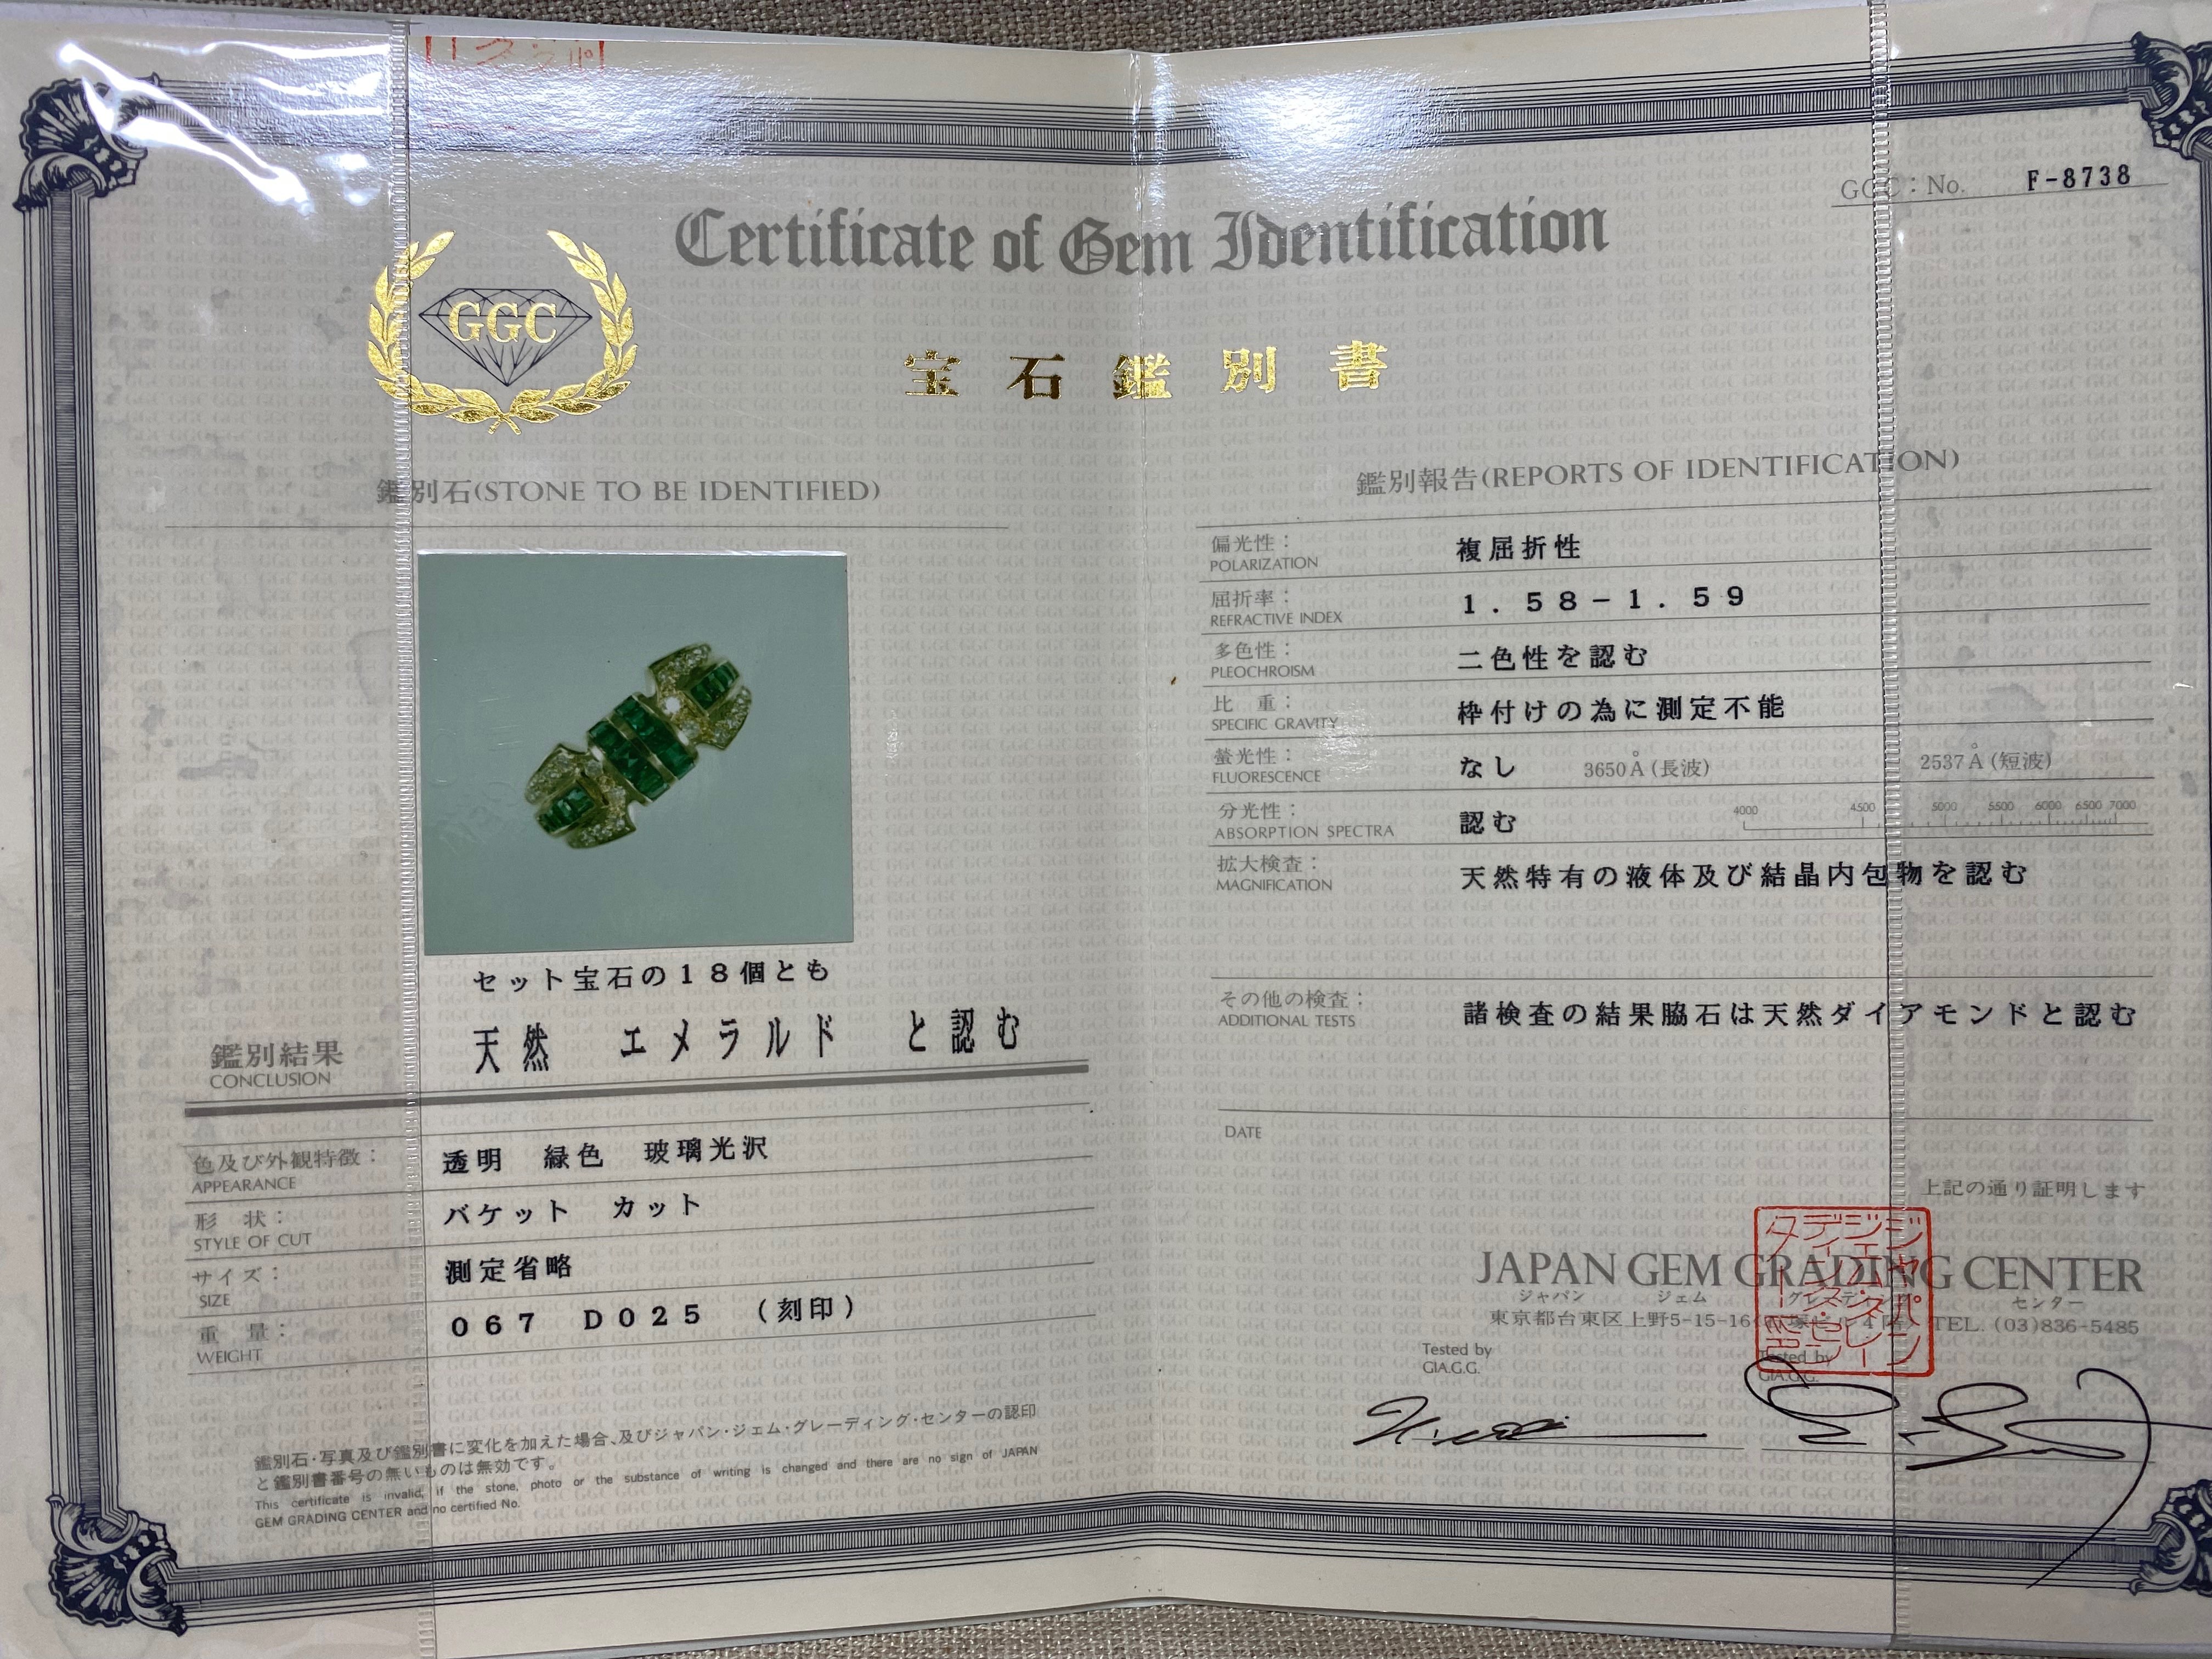 GGC : No. F-8738
Certificate of Gem Identification
GGC
宝石鑑別書
鑑別石(STONE TO BE IDENTIFIED)
セット宝石の18個とも
天然 エメラルド と認む
鑑別結果
CONCLUSION
色及び外観特徴:
APPEARANCE
透明 緑色 玻璃光沢
形 状:
STYLE OF CUT
バケット カット
サイズ:
SIZE
測定省略
重 量:
WEIGHT
067 D025 (刻印)
鑑別石・写真及び鑑別書に変化を加えた場合、及びジャパン・ジェム・グレーディング・センターの認印
と鑑別書番号の無いものは無効です。
This certificate is invalid, if the stone, photo or the substance of writing is changed and there are no sign of JAPAN
GEM GRADING CENTER and no certified No.
鑑別報告(REPORTS OF IDENTIFICATION)
偏光性:
POLARIZATION
複屈折性
屈折率:
REFRACTIVE INDEX
1.58-1.59
多色性:
PLEOCHROISM
二色性を認む
比 重:
SPECIFIC GRAVITY
枠付けの為に測定不能
螢光性:
FLUORESCENCE
なし 3650Å(長波) 2537Å(短波)
分光性:
ABSORPTION SPECTRA
認む
4000 4500 5000 5500 6000 6500 7000
拡大検査:
MAGNIFICATION
天然特有の液体及び結晶内包物を認む
その他の検査:
ADDITIONAL TESTS
諸検査の結果脇石は天然ダイアモンドと認む
DATE
上記の通り証明します
JAPAN GEM GRADING CENTER
ジャパン ジェム グレーディング センター
東京都台東区上野5-15-16 TEL. (03)836-5485
Tested by
GIA.G.G.
Tested by
GIA.G.G.